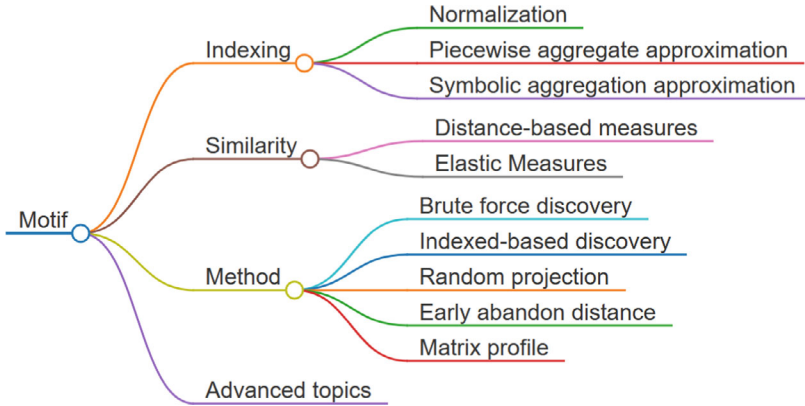 Motif
Indexing
Normalization
Piecewise aggregate approximation
Symbolic aggregation approximation
Similarity
Distance-based measures
Elastic Measures
Method
Brute force discovery
Indexed-based discovery
Random projection
Early abandon distance
Matrix profile
Advanced topics